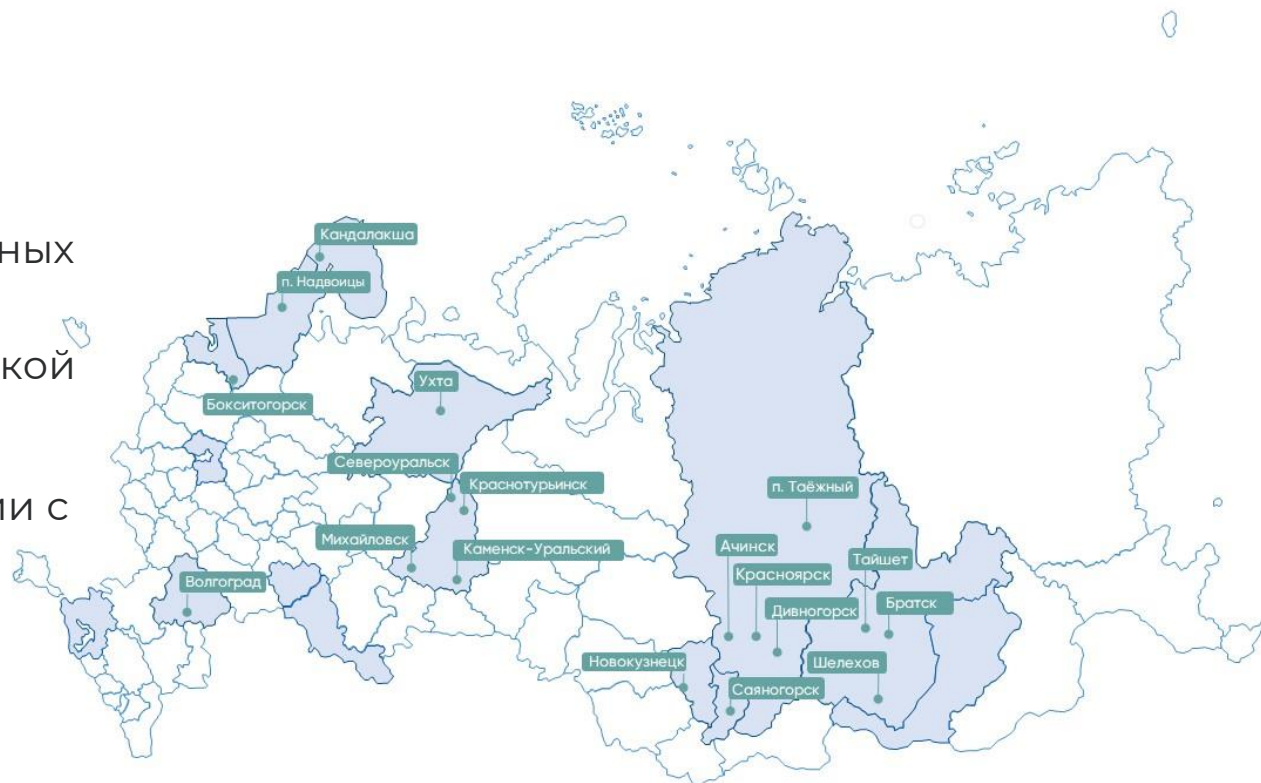 ных
кой
ии с
Кандалакша
п. Надвоицы
Бокситогорск
Ухта
Североуральск
Краснотурьинск
Михайловск
Каменск-Уральский
Волгоград
п. Таёжный
Ачинск
Тайшет
Красноярск
Братск
Дивногорск
Новокузнецк
Шелехов
Саяногорск